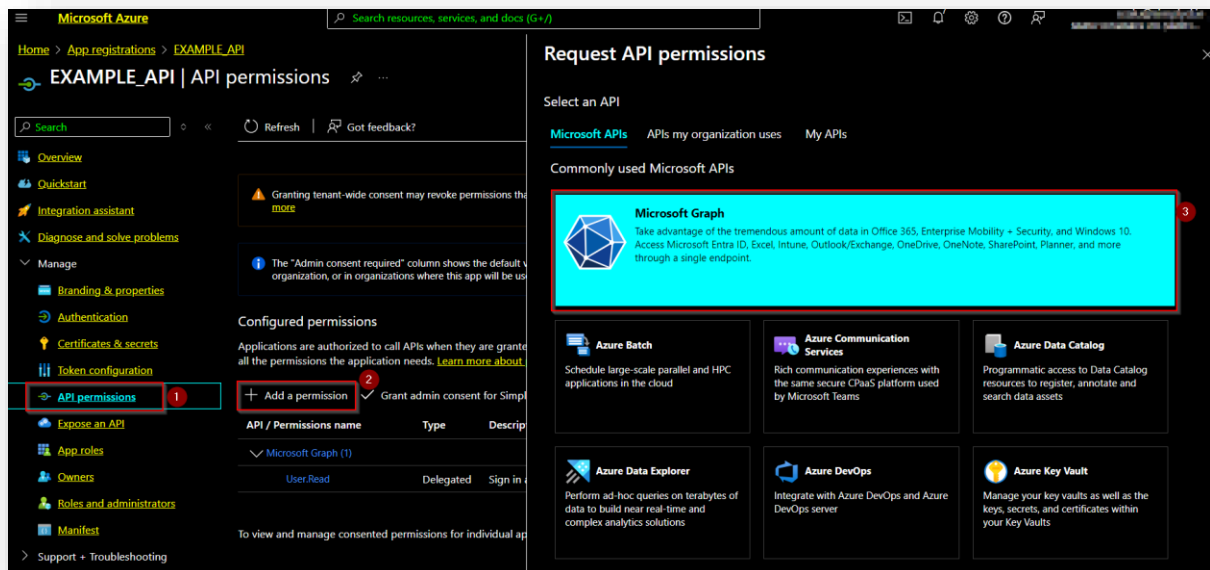 Microsoft Azure
Search resources, services, and docs (G+/)
Home > App registrations > EXAMPLE_API
EXAMPLE_API | API permissions
Search
Overview
Quickstart
Integration assistant
Diagnose and solve problems
Manage
Branding & properties
Authentication
Certificates & secrets
Token configuration
API permissions
1
Expose an API
App roles
Owners
Roles and administrators
Manifest
Support + Troubleshooting
Refresh
Got feedback?
Granting tenant-wide consent may revoke permissions tha
more
The "Admin consent required" column shows the default v
organization, or in organizations where this app will be us
Configured permissions
Applications are authorized to call APIs when they are grante
all the permissions the application needs. Learn more about
2
Add a permission
Grant admin consent for Simpl
API / Permissions name Type Descrip
Microsoft Graph (1)
User.Read Delegated Sign in a
To view and manage consented permissions for individual ap
Request API permissions
Select an API
Microsoft APIs APIs my organization uses My APIs
Commonly used Microsoft APIs
Microsoft Graph
3
Take advantage of the tremendous amount of data in Office 365, Enterprise Mobility + Security, and Windows 10.
Access Microsoft Entra ID, Excel, Intune, Outlook/Exchange, OneDrive, OneNote, SharePoint, Planner, and more
through a single endpoint.
Azure Batch
Schedule large-scale parallel and HPC
applications in the cloud
Azure Communication
Services
Rich communication experiences with
the same secure CPaaS platform used
by Microsoft Teams
Azure Data Catalog
Programmatic access to Data Catalog
resources to register, annotate and
search data assets
Azure Data Explorer
Perform ad-hoc queries on terabytes of
data to build near real-time and
complex analytics solutions
Azure DevOps
Integrate with Azure DevOps and Azure
DevOps server
Azure Key Vault
Manage your key vaults as well as the
keys, secrets, and certificates within
your Key Vaults